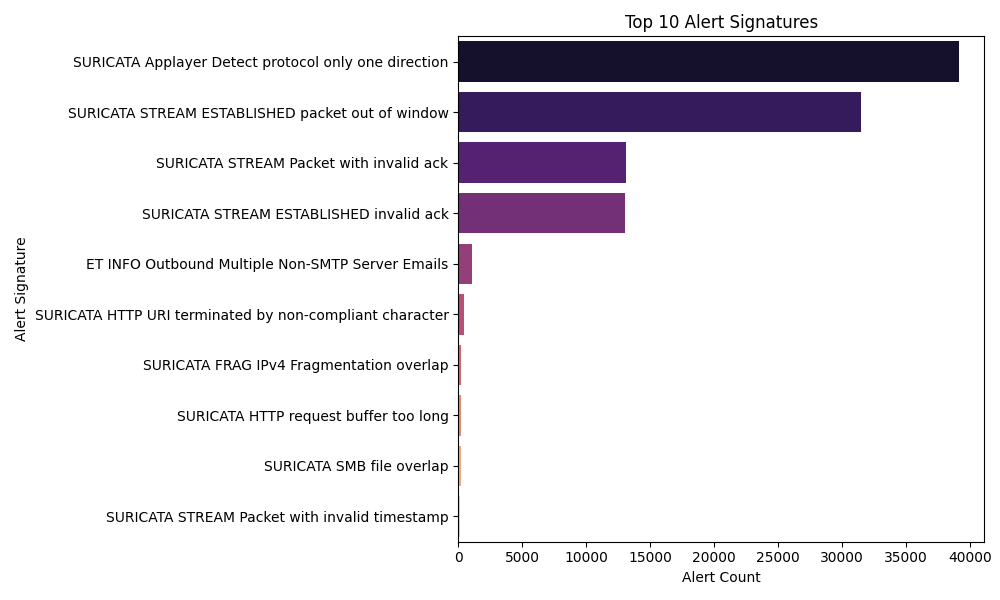 Top 10 Alert Signatures
Alert Signature
SURICATA Applayer Detect protocol only one direction
SURICATA STREAM ESTABLISHED packet out of window
SURICATA STREAM Packet with invalid ack
SURICATA STREAM ESTABLISHED invalid ack
ET INFO Outbound Multiple Non-SMTP Server Emails
SURICATA HTTP URI terminated by non-compliant character
SURICATA FRAG IPv4 Fragmentation overlap
SURICATA HTTP request buffer too long
SURICATA SMB file overlap
SURICATA STREAM Packet with invalid timestamp
0 5000 10000 15000 20000 25000 30000 35000 40000
Alert Count